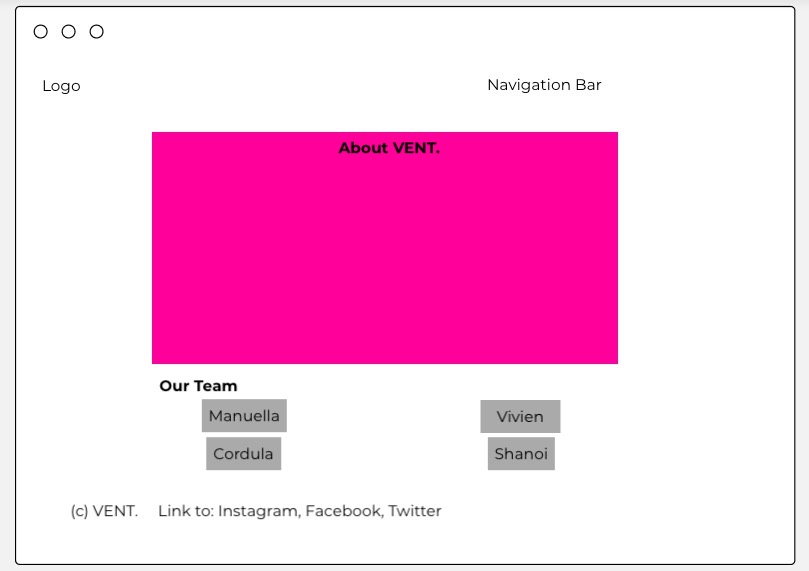 Logo
Navigation Bar
About VENT.
Our Team
Manuella
Vivien
Cordula
Shanoi
(c) VENT. Link to: Instagram, Facebook, Twitter